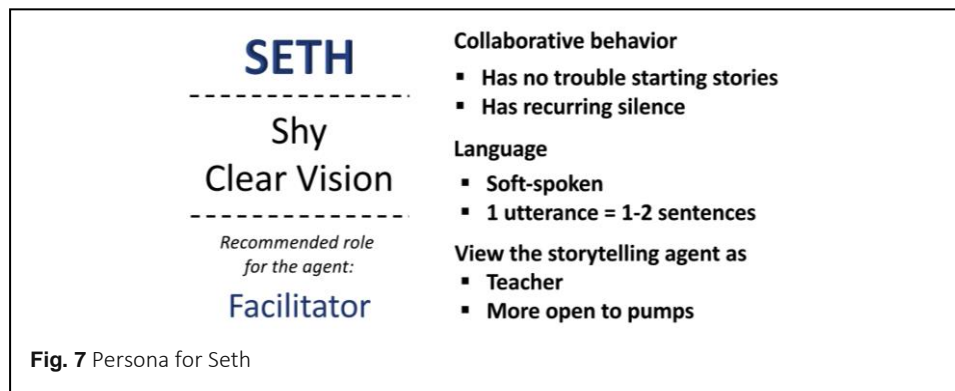 SETH
Shy
Clear Vision
Recommended role
for the agent:
Facilitator
Collaborative behavior
▪ Has no trouble starting stories
▪ Has recurring silence
Language
▪ Soft-spoken
▪ 1 utterance = 1-2 sentences
View the storytelling agent as
▪ Teacher
▪ More open to pumps
Fig. 7 Persona for Seth